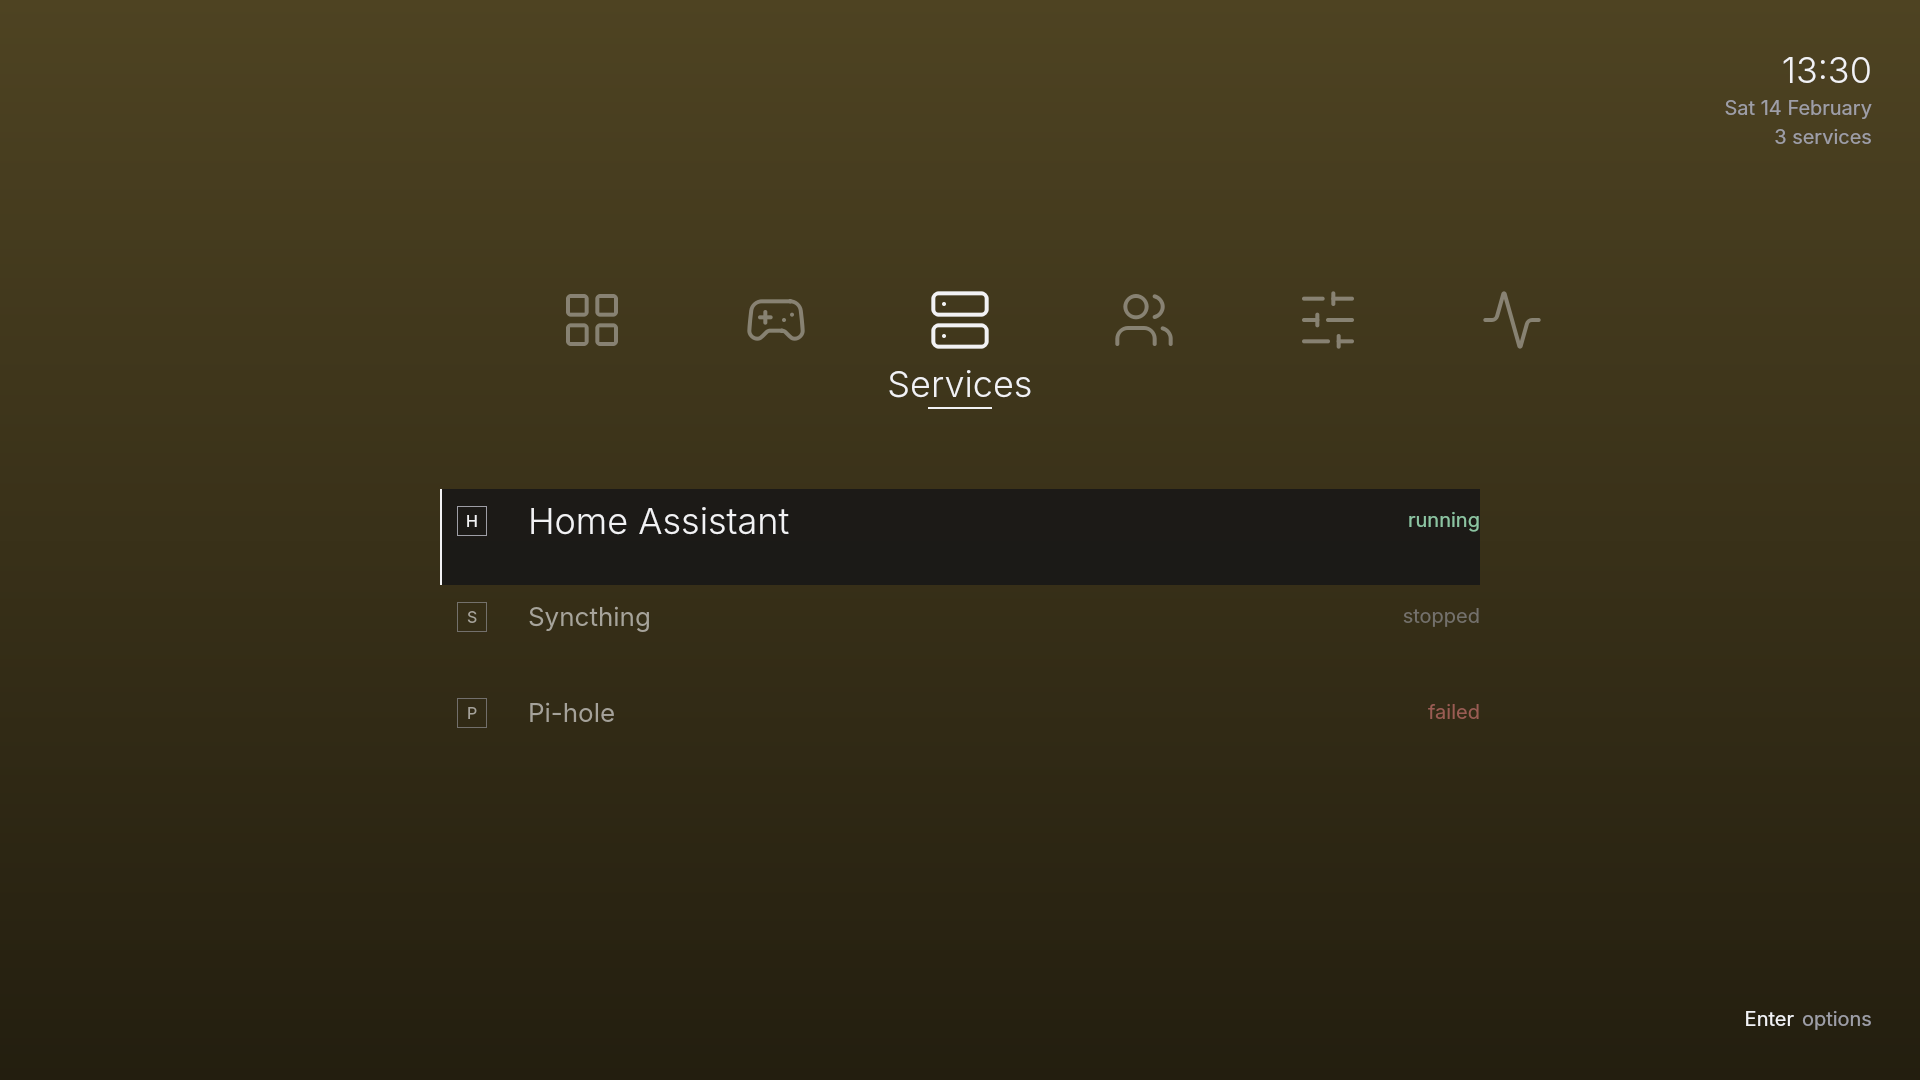 13:30
Sat 14 February
3 services
Services
H Home Assistant running
S Syncthing stopped
P Pi-hole failed
Enter options